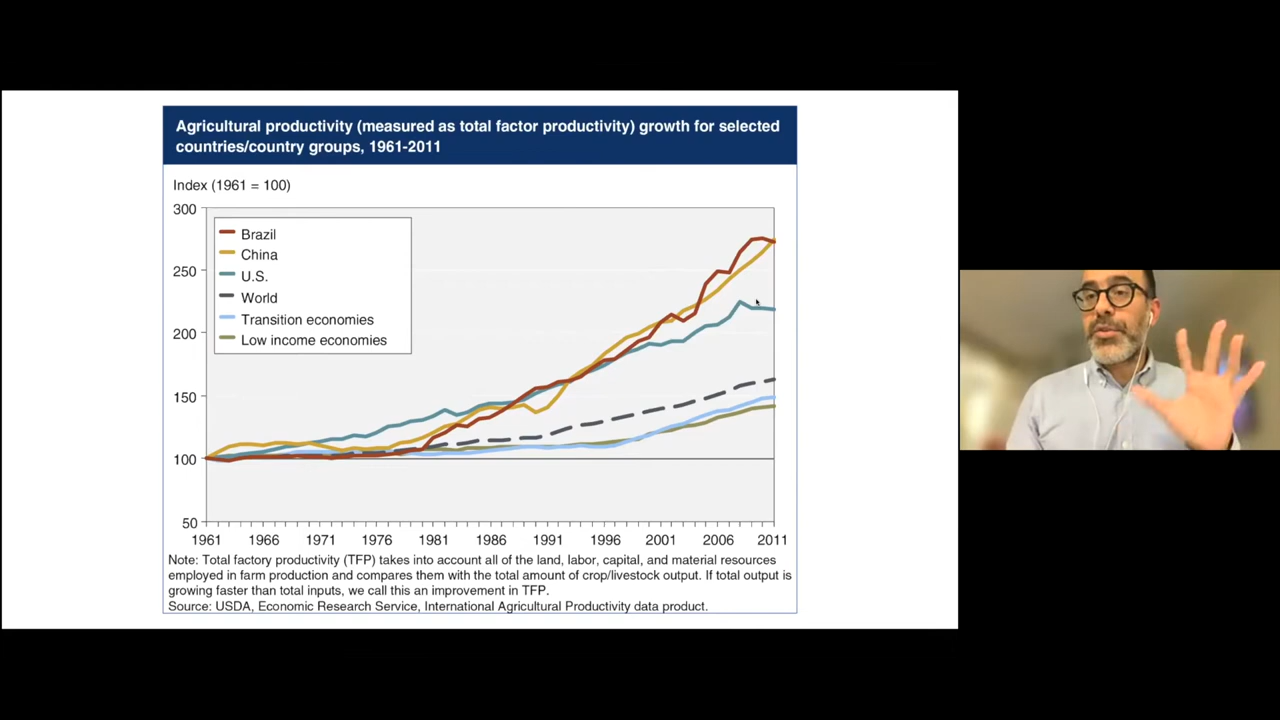 Agricultural productivity (measured as total factor productivity) growth for selected
countries/country groups, 1961-2011
Index (1961 = 100)
300
250
200
150
100
50
Brazil
China
U.S.
World
Transition economies
Low income economies
1961 1966 1971 1976 1981 1986 1991 1996 2001 2006 2011
Note: Total factory productivity (TFP) takes into account all of the land, labor, capital, and material resources
employed in farm production and compares them with the total amount of crop/livestock output. If total output is
growing faster than total inputs, we call this an improvement in TFP.
Source: USDA, Economic Research Service, International Agricultural Productivity data product.